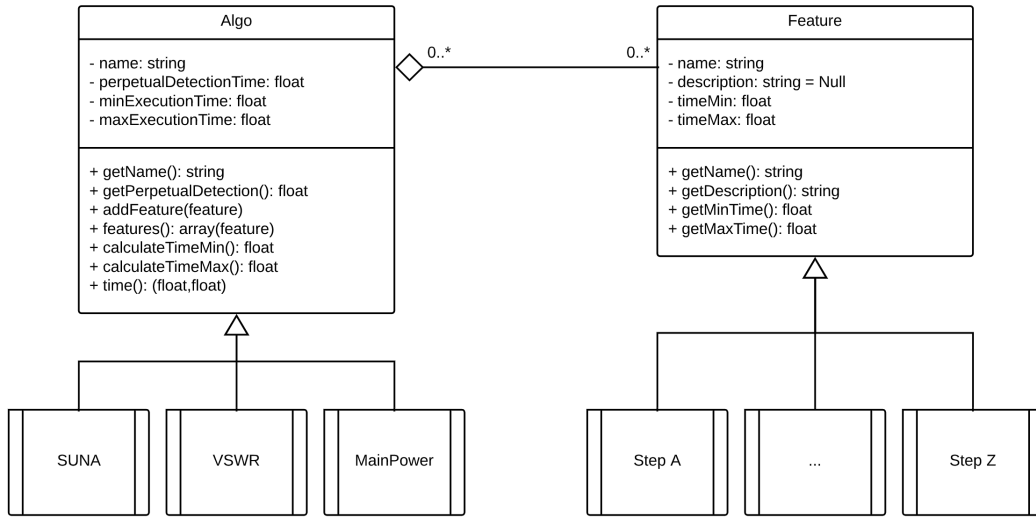 Algo
- name: string
- perpetualDetectionTime: float
- minExecutionTime: float
- maxExecutionTime: float
+ getName(): string
+ getPerpetualDetection(): float
+ addFeature(feature)
+ features(): array(feature)
+ calculateTimeMin(): float
+ calculateTimeMax(): float
+ time(): (float,float)
0..*
0..*
Feature
- name: string
- description: string = Null
- timeMin: float
- timeMax: float
+ getName(): string
+ getDescription(): string
+ getMinTime(): float
+ getMaxTime(): float
SUNA
VSWR
MainPower
Step A
...
Step Z